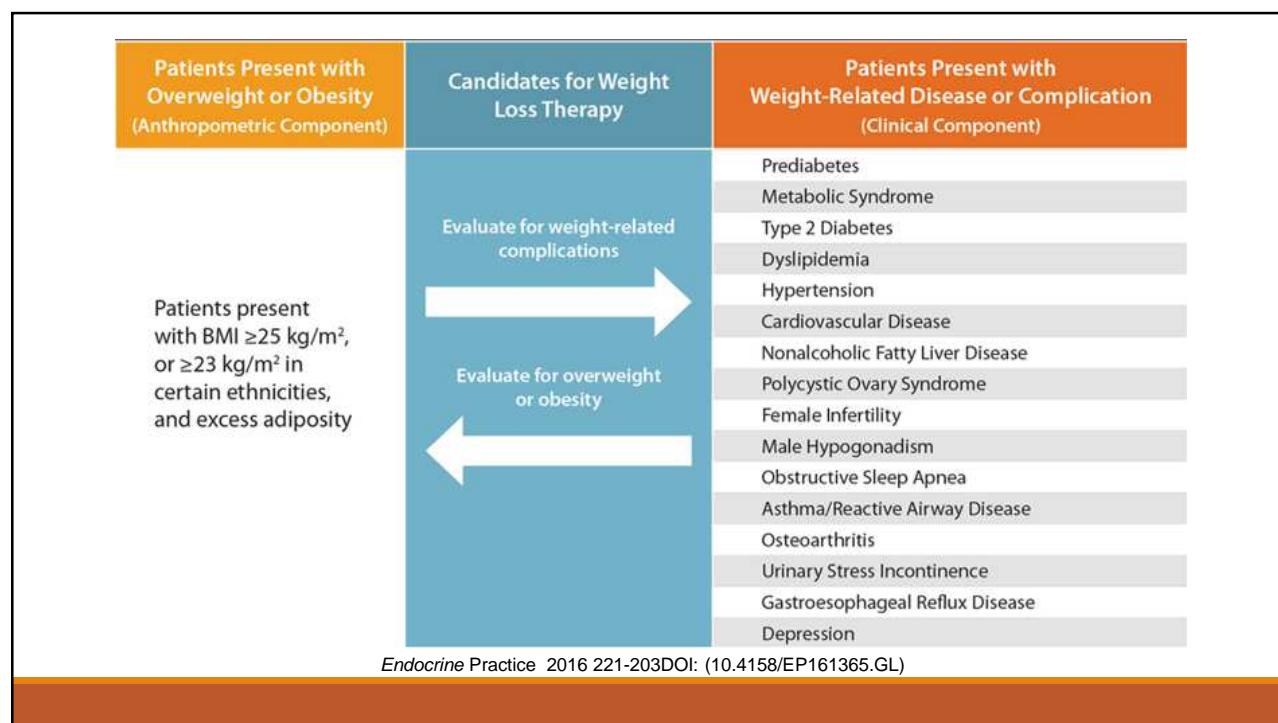 Patients Present with
Overweight or Obesity
(Anthropometric Component)
Candidates for Weight
Loss Therapy
Patients Present with
Weight-Related Disease or Complication
(Clinical Component)
Patients present
with BMI ≥25 kg/m²,
or ≥23 kg/m² in
certain ethnicities,
and excess adiposity
Evaluate for weight-related
complications
Evaluate for overweight
or obesity
Prediabetes
Metabolic Syndrome
Type 2 Diabetes
Dyslipidemia
Hypertension
Cardiovascular Disease
Nonalcoholic Fatty Liver Disease
Polycystic Ovary Syndrome
Female Infertility
Male Hypogonadism
Obstructive Sleep Apnea
Asthma/Reactive Airway Disease
Osteoarthritis
Urinary Stress Incontinence
Gastroesophageal Reflux Disease
Depression
Endocrine Practice 2016 221-203DOI: (10.4158/EP161365.GL)